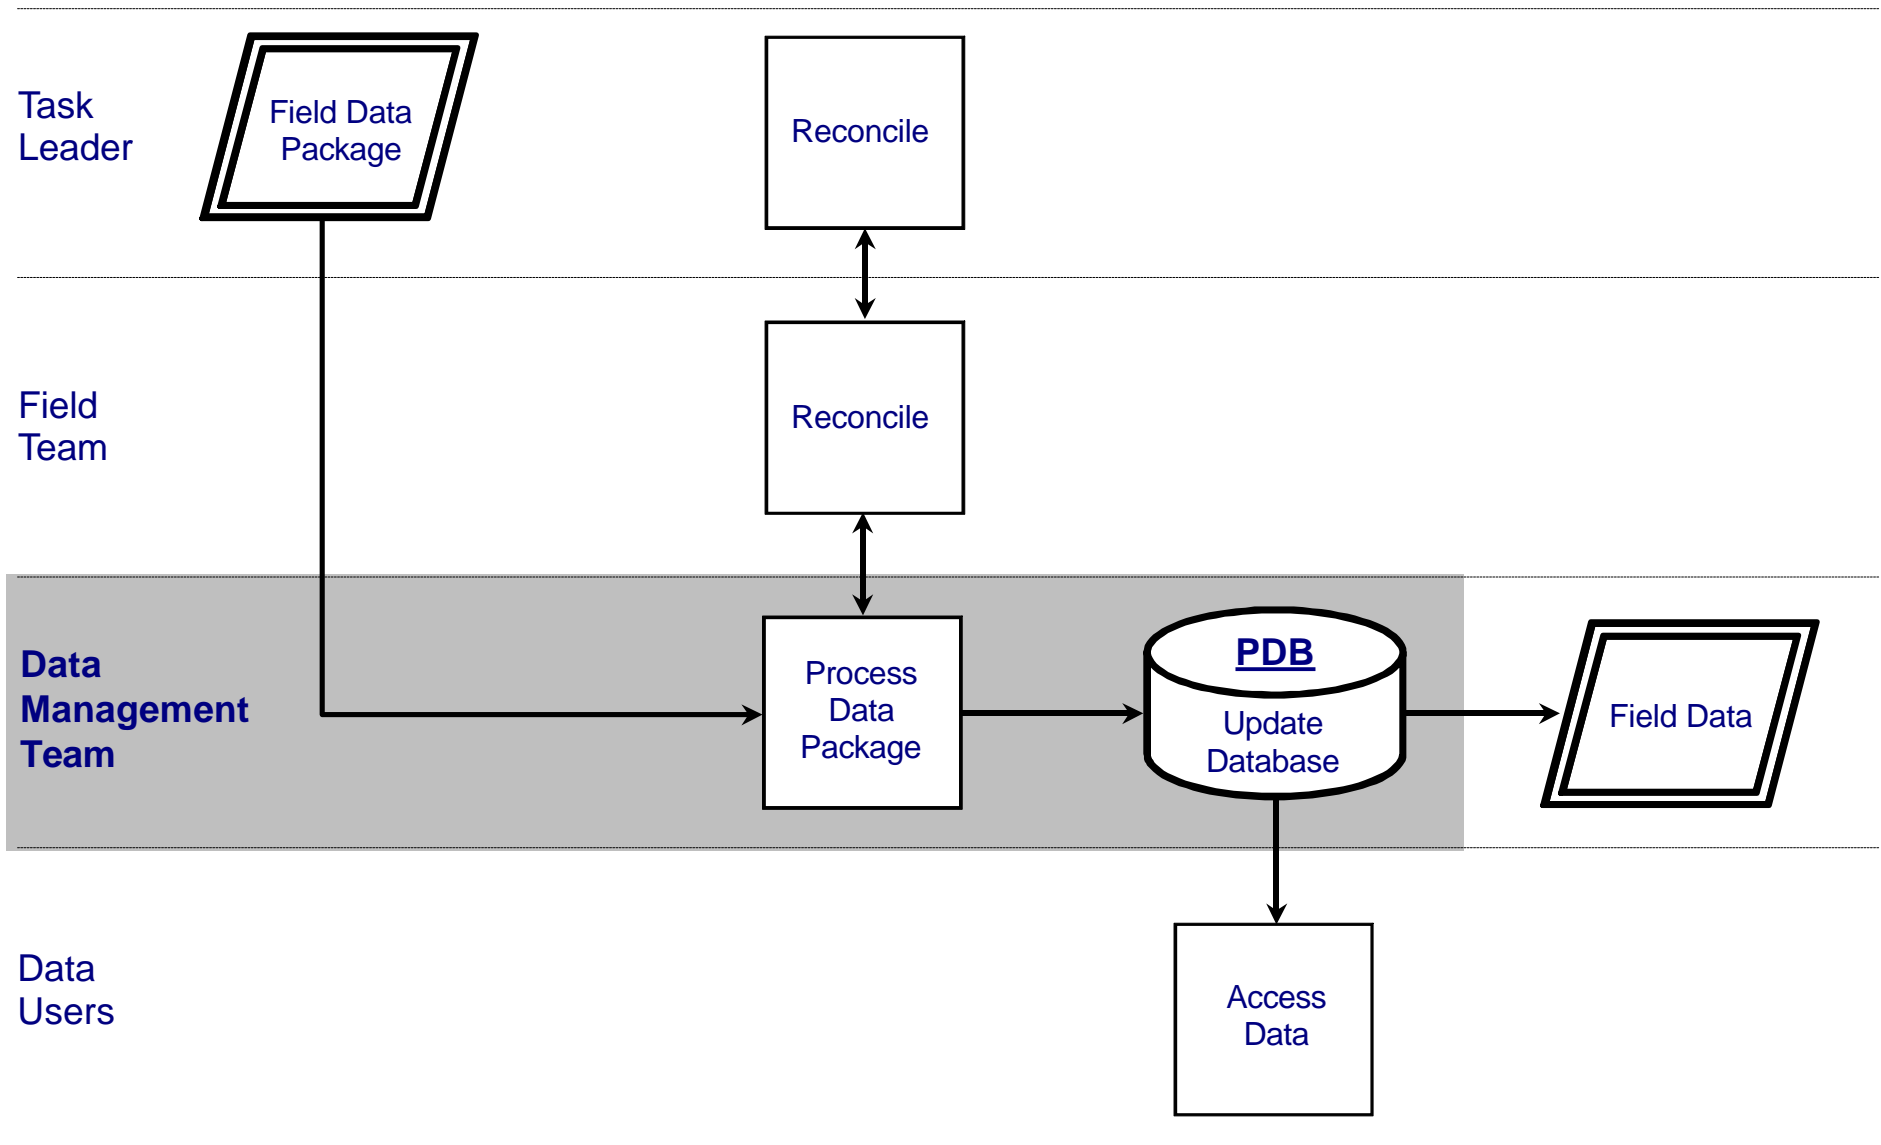 Task
Leader
Field Data
Package
Reconcile
Field
Team
Reconcile
Data
Management
Team
Process
Data
Package
PDB
Update
Database
Field Data
Data
Users
Access
Data